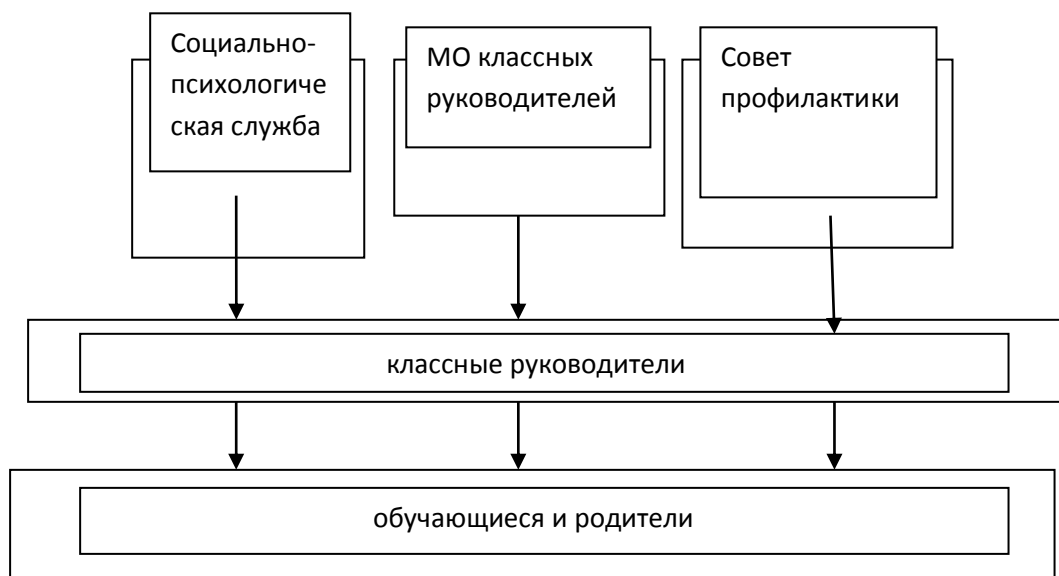 Социально-
психологиче
ская служба
МО классных
руководителей
Совет
профилактики
классные руководители
обучающиеся и родители